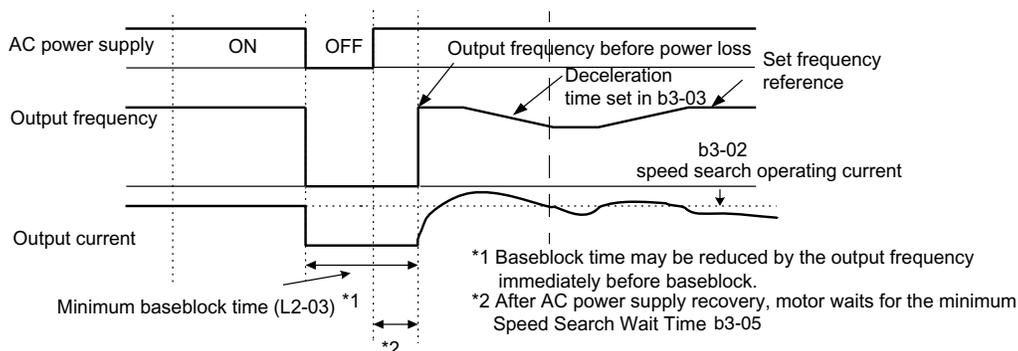 AC power supply
ON
OFF
Output frequency before power loss
Set frequency
reference
Deceleration
time set in b3-03
Output frequency
b3-02
speed search operating current
Output current
*1 Baseblock time may be reduced by the output frequency
immediately before baseblock.
Minimum baseblock time (L2-03) *1
*2 After AC power supply recovery, motor waits for the minimum
Speed Search Wait Time b3-05
*2